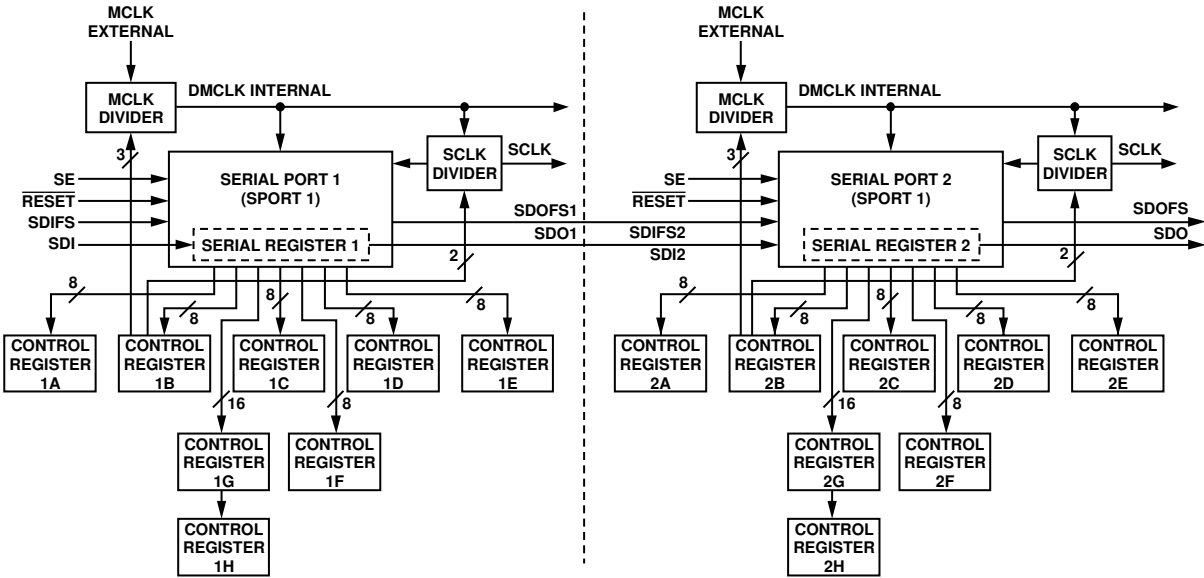 MCLK
EXTERNAL
MCLK
DIVIDER
DMCLK INTERNAL
3
SCLK
DIVIDER
SCLK
SE
RESET
SDIFS
SDI
SERIAL PORT 1
(SPORT 1)
SERIAL REGISTER 1
SDOFS1
SDO1
SDIFS2
SDI2
2
8
8
8
8
8
CONTROL
REGISTER
1A
CONTROL
REGISTER
1B
CONTROL
REGISTER
1C
CONTROL
REGISTER
1D
CONTROL
REGISTER
1E
16
8
CONTROL
REGISTER
1G
CONTROL
REGISTER
1F
CONTROL
REGISTER
1H
MCLK
EXTERNAL
MCLK
DIVIDER
DMCLK INTERNAL
3
SCLK
DIVIDER
SCLK
SE
RESET
SERIAL PORT 2
(SPORT 1)
SERIAL REGISTER 2
SDOFS
SDO
2
8
8
8
8
8
CONTROL
REGISTER
2A
CONTROL
REGISTER
2B
CONTROL
REGISTER
2C
CONTROL
REGISTER
2D
CONTROL
REGISTER
2E
16
8
CONTROL
REGISTER
2G
CONTROL
REGISTER
2F
CONTROL
REGISTER
2H